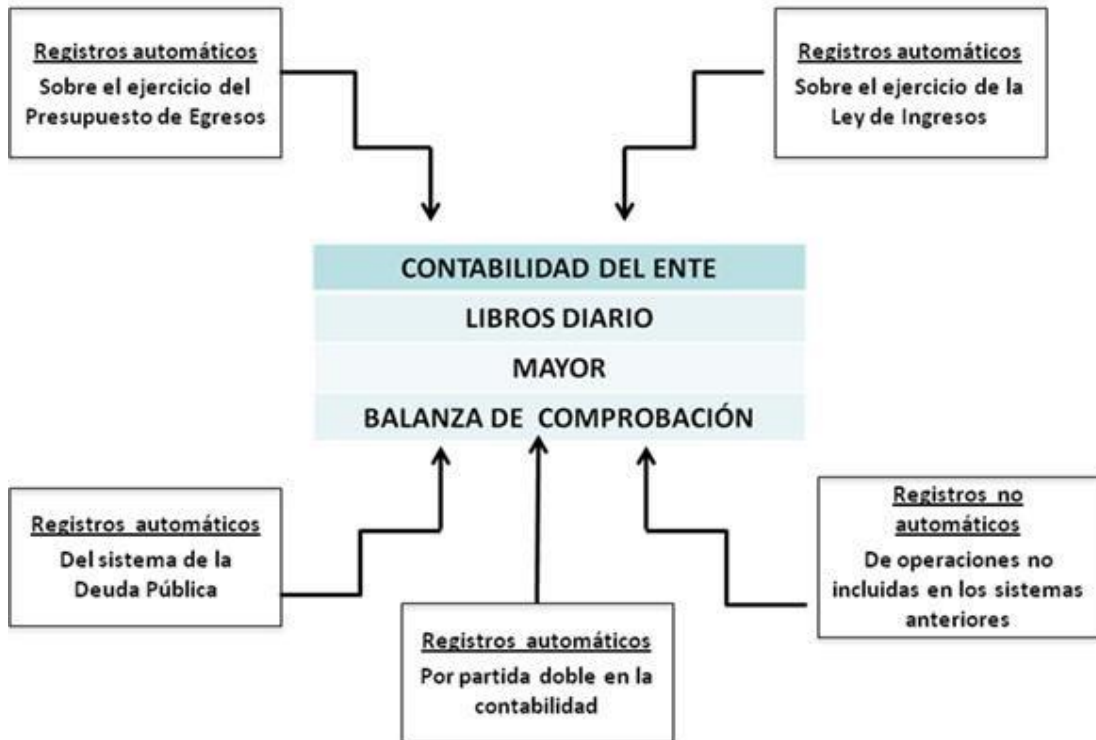 Registros automáticos
Sobre el ejercicio del
Presupuesto de Egresos
Registros automáticos
Sobre el ejercicio de la
Ley de Ingresos
CONTABILIDAD DEL ENTE
LIBROS DIARIO
MAYOR
BALANZA DE COMPROBACIÓN
Registros automáticos
Del sistema de la
Deuda Pública
Registros automáticos
Por partida doble en la
contabilidad
Registros no
automáticos
De operaciones no
incluidas en los sistemas
anteriores